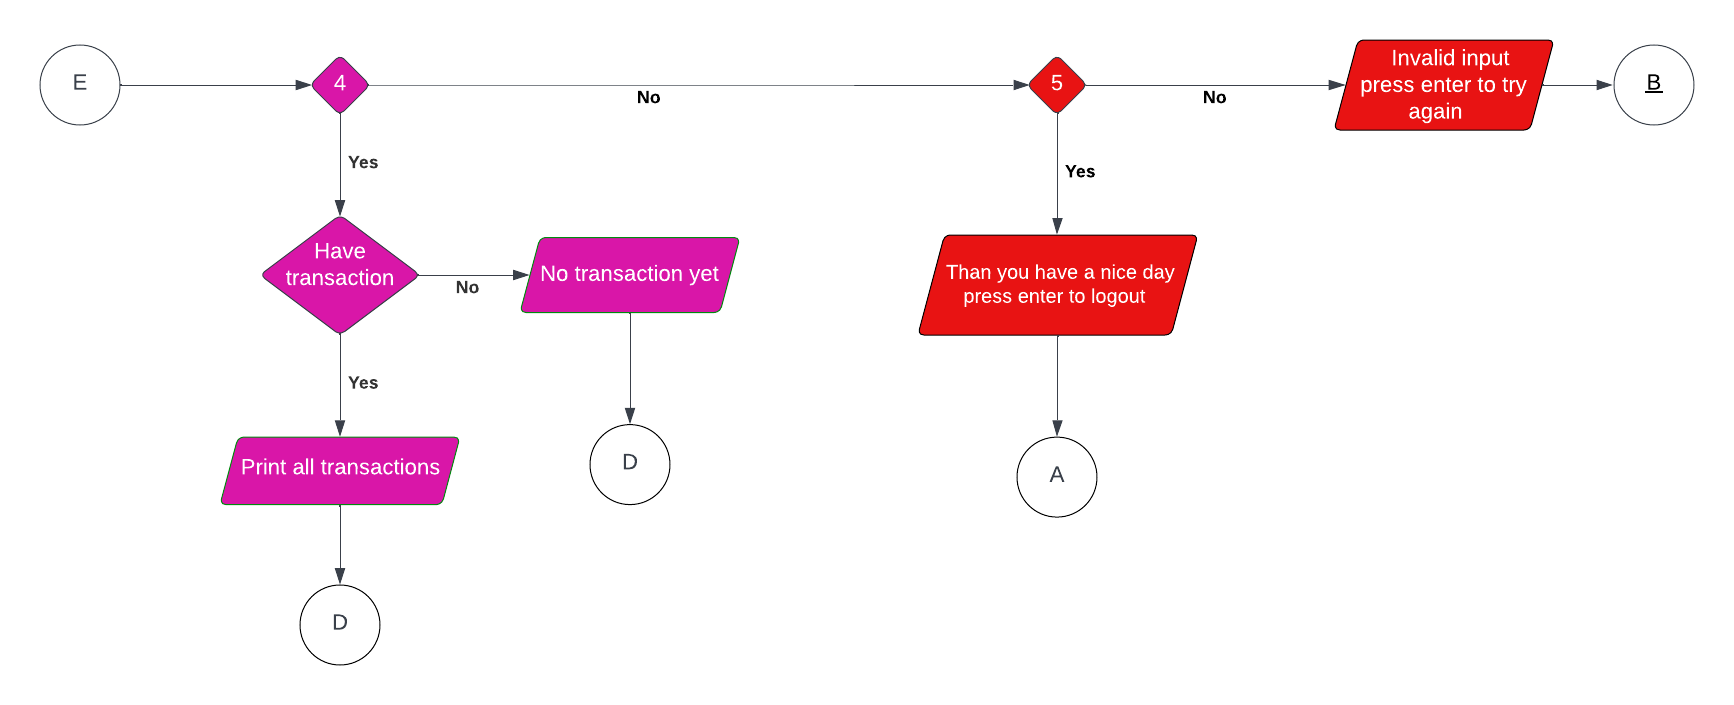 E
4
No
5
No
Invalid input
press enter to try
again
B
Yes
Yes
Have
transaction
No
No transaction yet
Than you have a nice day
press enter to logout
Yes
Print all transactions
D
A
D